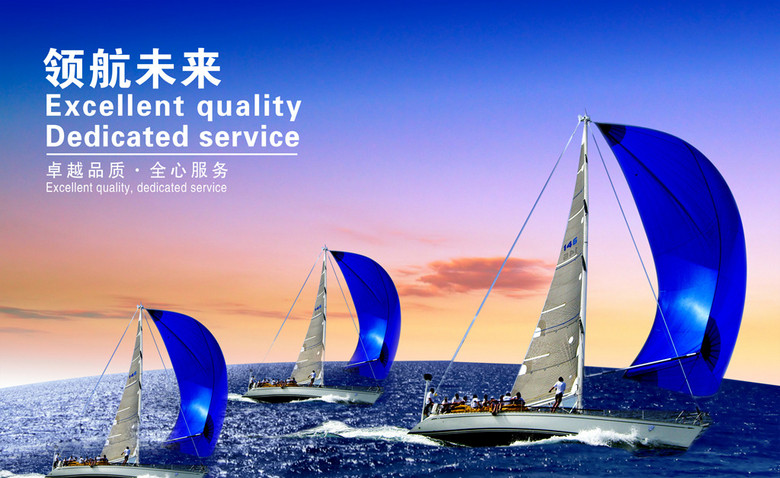 领航未来
Excellent quality
Dedicated service
卓越品质·全心服务
Excellent quality, dedicated service
145